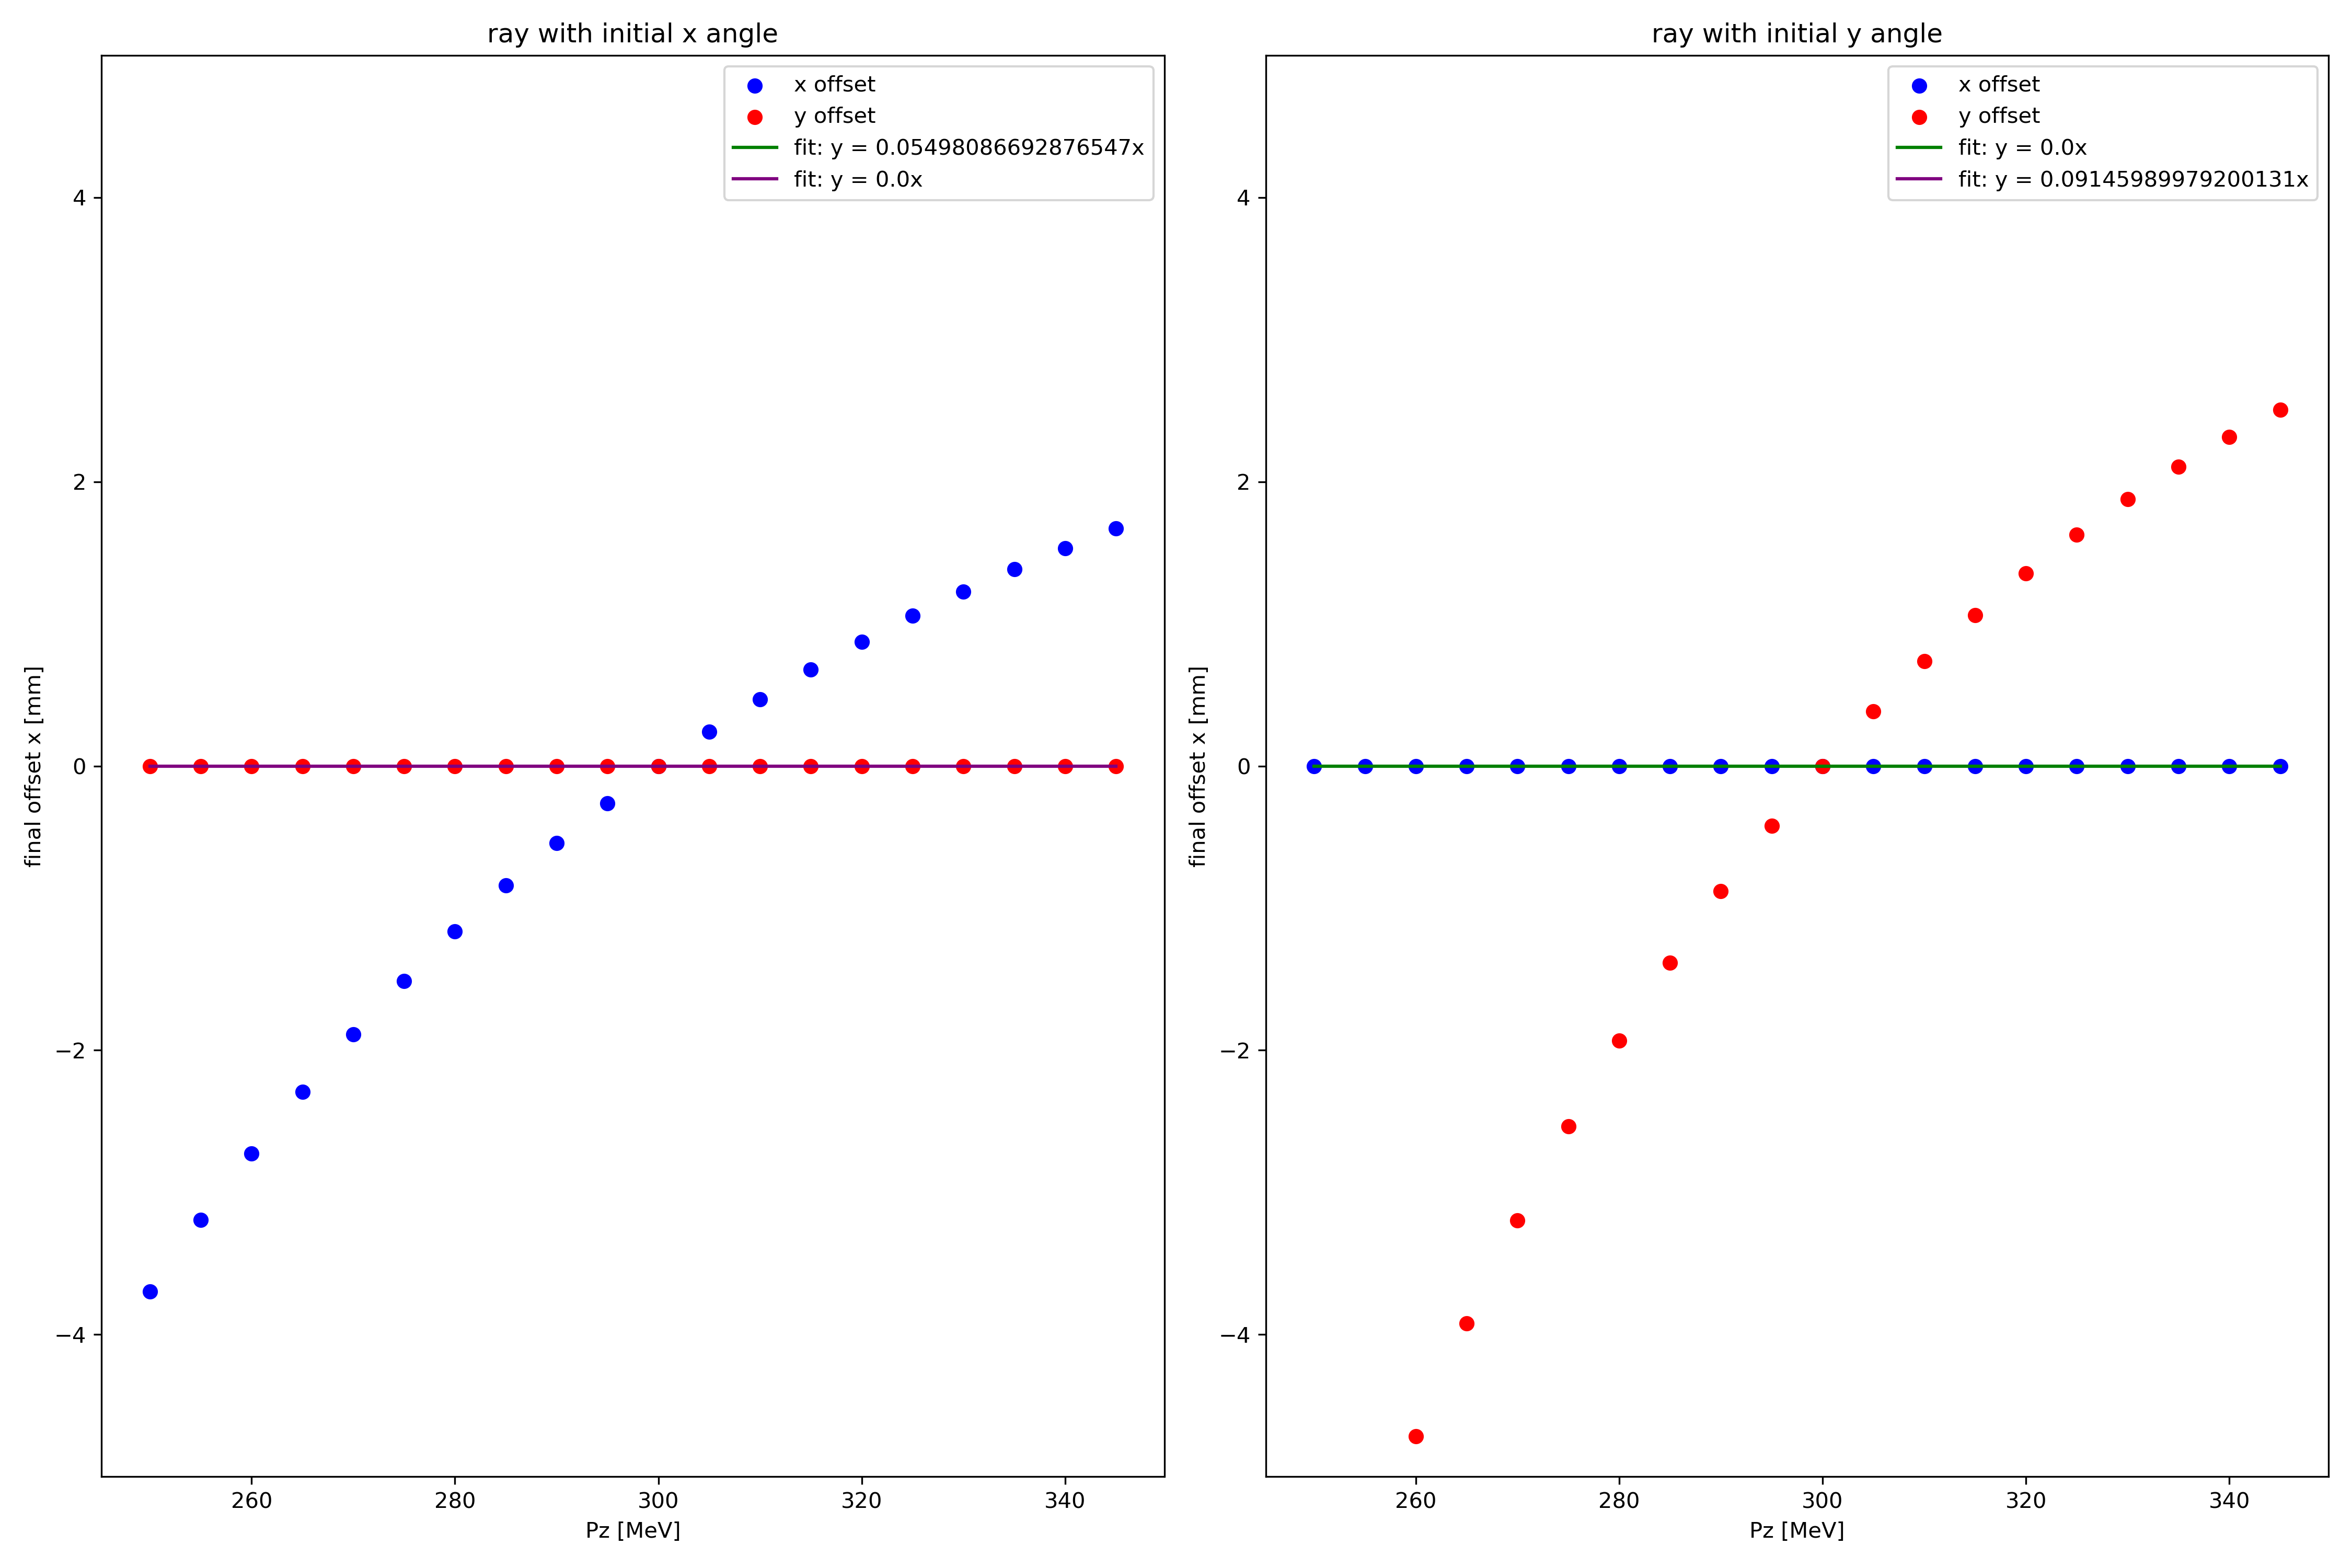 ray with initial x angle
x offset
y offset
fit: y = 0.05498086692876547x
fit: y = 0.0x
4
2
0
−2
−4
final offset x [mm]
260
280
300
320
340
Pz [MeV]
ray with initial y angle
x offset
y offset
fit: y = 0.0x
fit: y = 0.09145989979200131x
4
2
0
−2
−4
final offset x [mm]
260
280
300
320
340
Pz [MeV]